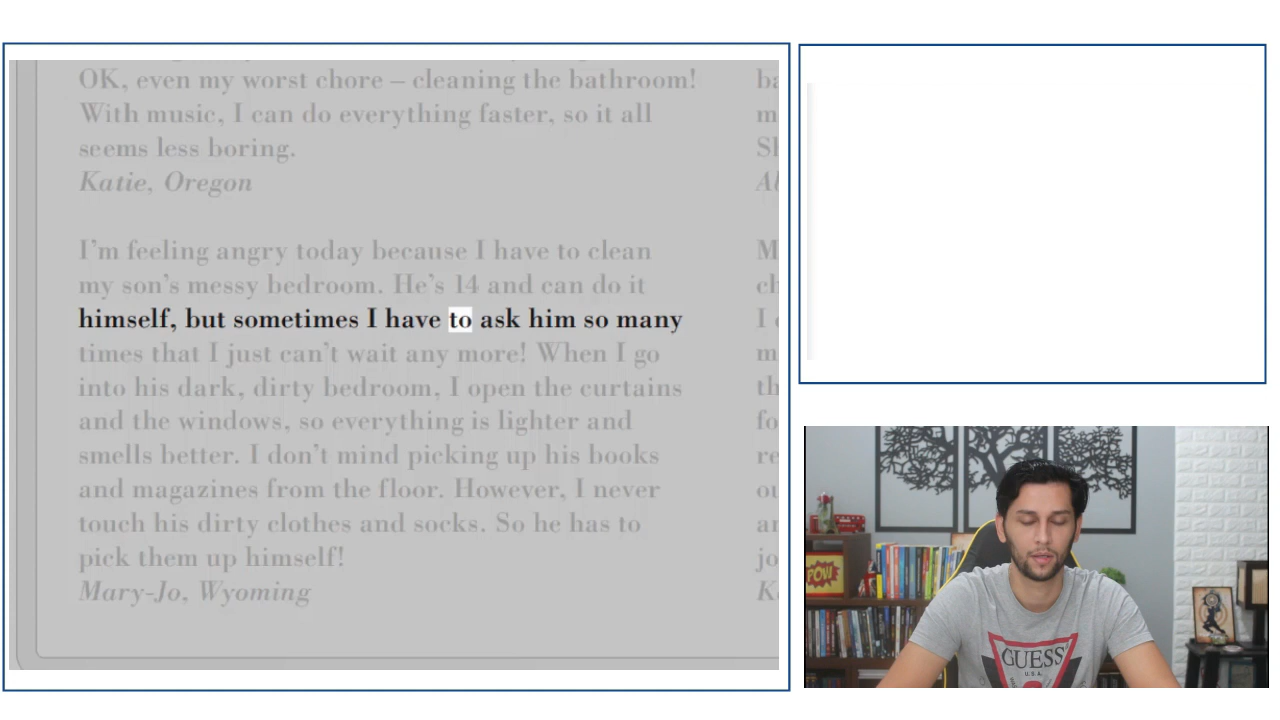 OK, even my worst chore – cleaning the bathroom!
With music, I can do everything faster, so it all
seems less boring.
Katie, Oregon
I'm feeling angry today because I have to clean
my son's messy bedroom. He's 14 and can do it
himself, but sometimes I have to ask him so many
times that I just can't wait any more! When I go
into his dark, dirty bedroom, I open the curtains
and the windows, so everything is lighter and
smells better. I don't mind picking up his books
and magazines from the floor. However, I never
touch his dirty clothes and socks. So he has to
pick them up himself!
Mary-Jo, Wyoming
POW
GUESS
U.S.A.